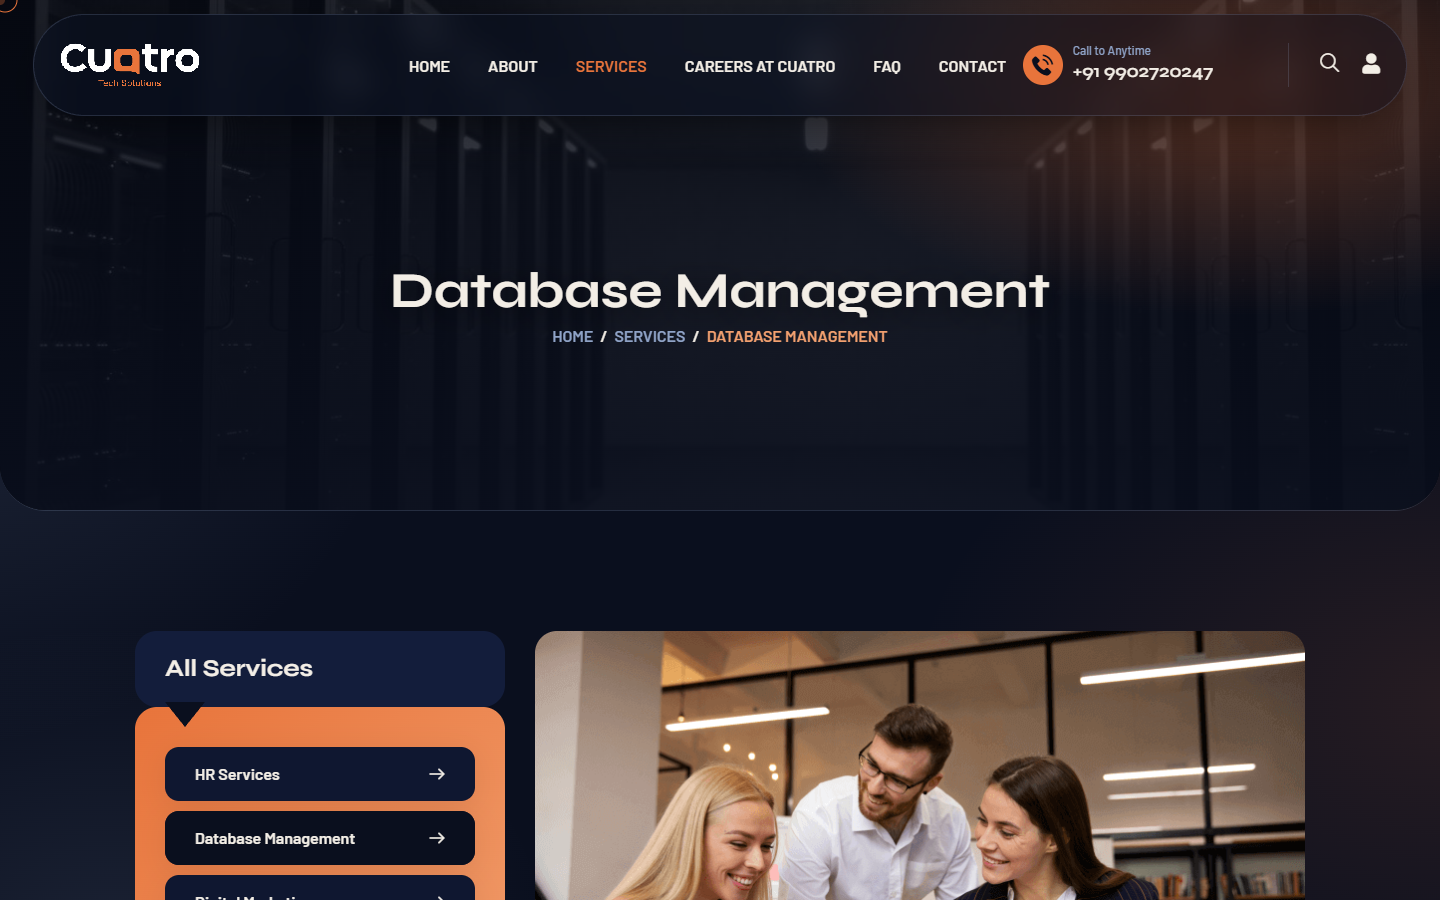 Cuatro
Tech Solutions
HOME
ABOUT
SERVICES
CAREERS AT CUATRO
FAQ
CONTACT
Call to Anytime
+91 9902720247
Database Management
HOME / SERVICES / DATABASE MANAGEMENT
All Services
HR Services
Database Management